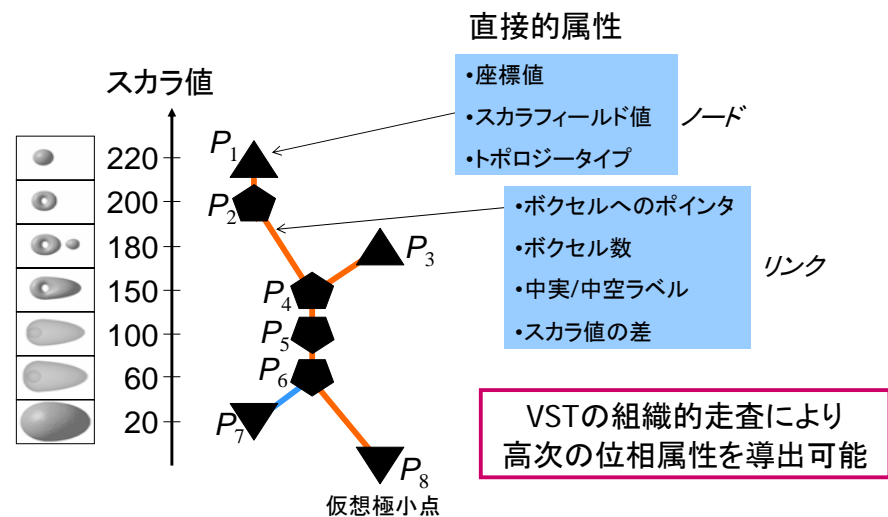 直接的属性
スカラ値
•座標値
•スカラフィールド値
•トポロジータイプ
ノード
•ボクセルへのポインタ
•ボクセル数
•中実/中空ラベル
•スカラ値の差
リンク
220
200
180
150
100
60
20
P1
P2
P3
P4
P5
P6
P7
P8
仮想極小点
VSTの組織的走査により
高次の位相属性を導出可能